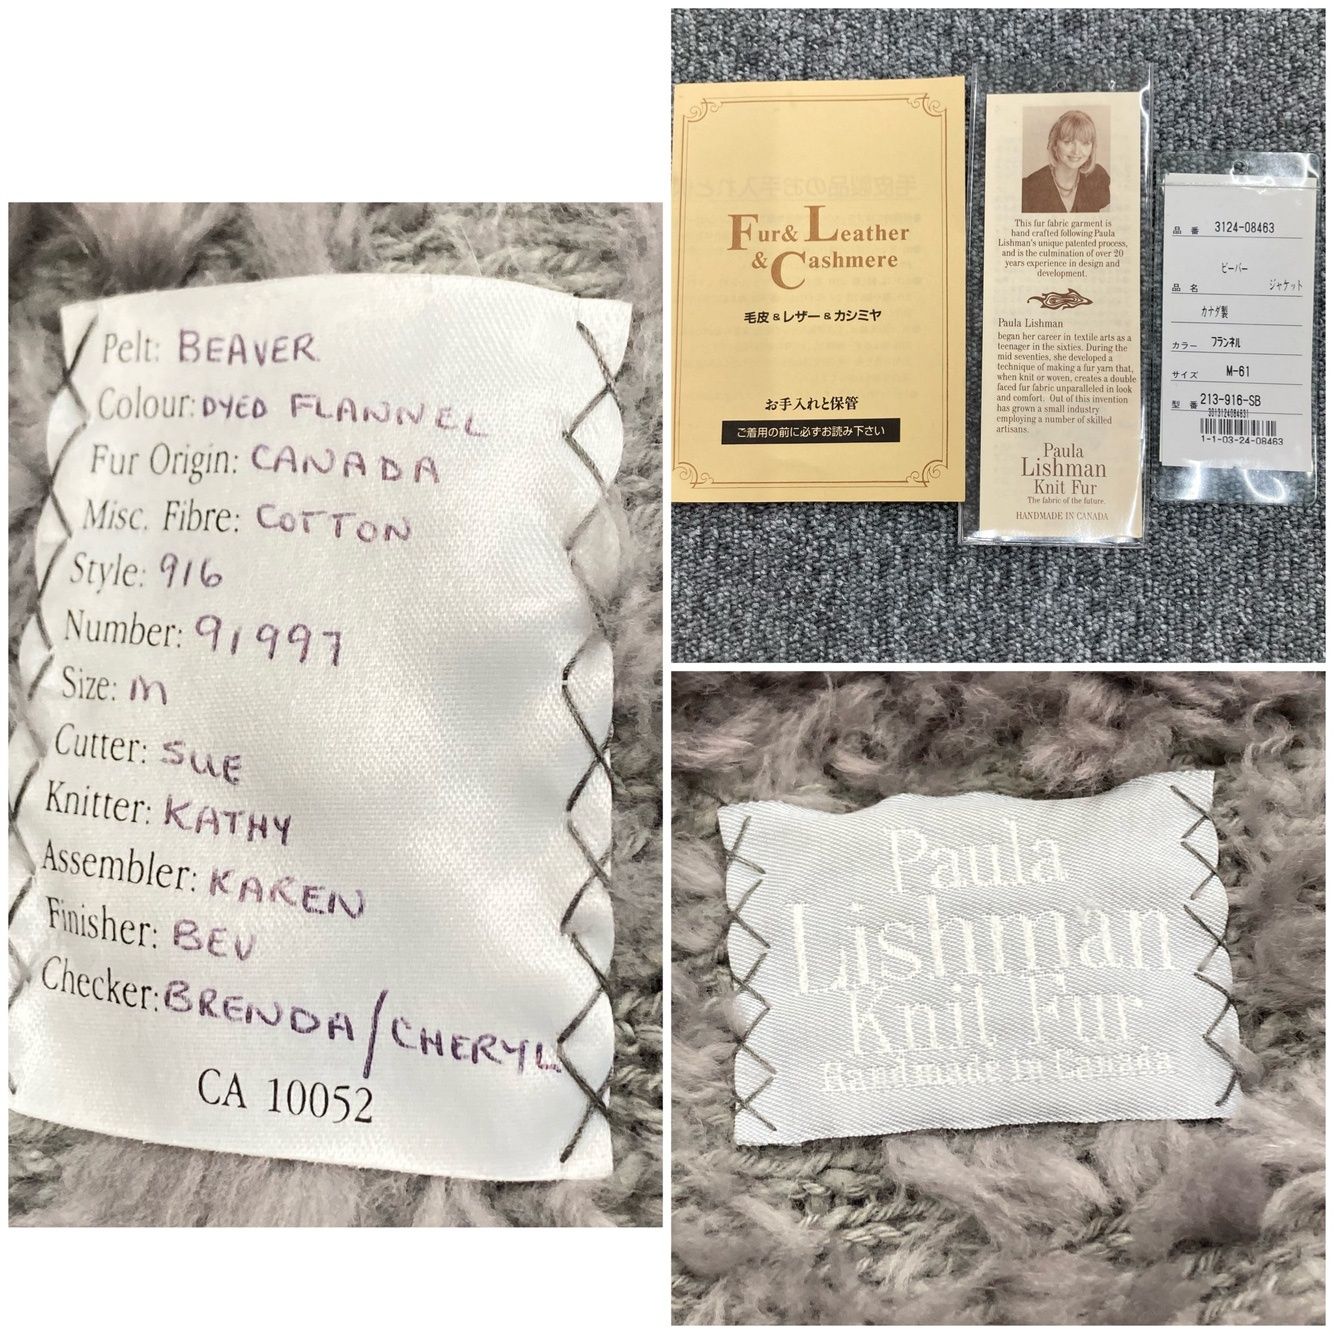 Pelt: BEAVER
Colour: DYED FLANNEL
Fur Origin: CANADA
Misc. Fibre: COTTON
Style: 916
Number: 91997
Size: M
Cutter: SUE
Knitter: KATHY
Assembler: KAREN
Finisher: BEV
Checker: BRENDA/CHERYL
CA 10052
Fur & Leather
& Cashmere
毛皮 & レザー & カシミヤ
お手入れと保管
ご着用の前に必ずお読み下さい
This fur fabric garment is
hand crafted following Paula
Lishman's unique patented process,
and is the culmination of over 20
years experience in design and
development.
Paula Lishman
began her career in textile arts as a
teenager in the sixties. During the
mid seventies, she developed a
technique of making a fur yarn that,
when knit or woven, creates a double
faced fur fabric unparalleled in look
and comfort. Out of this invention
has grown a small industry
employing a number of skilled
artisans.
Paula
Lishman
Knit Fur
The fabric of the future.
HANDMADE IN CANADA
品番 3124-08463
ビーバー
品名 ジャケット
カナダ製
カラー フランネル
サイズ M-61
型番 213-916-SB
1-1-03-24-08463
Paula
Lishman
Knit Fur
Handmade in Canada